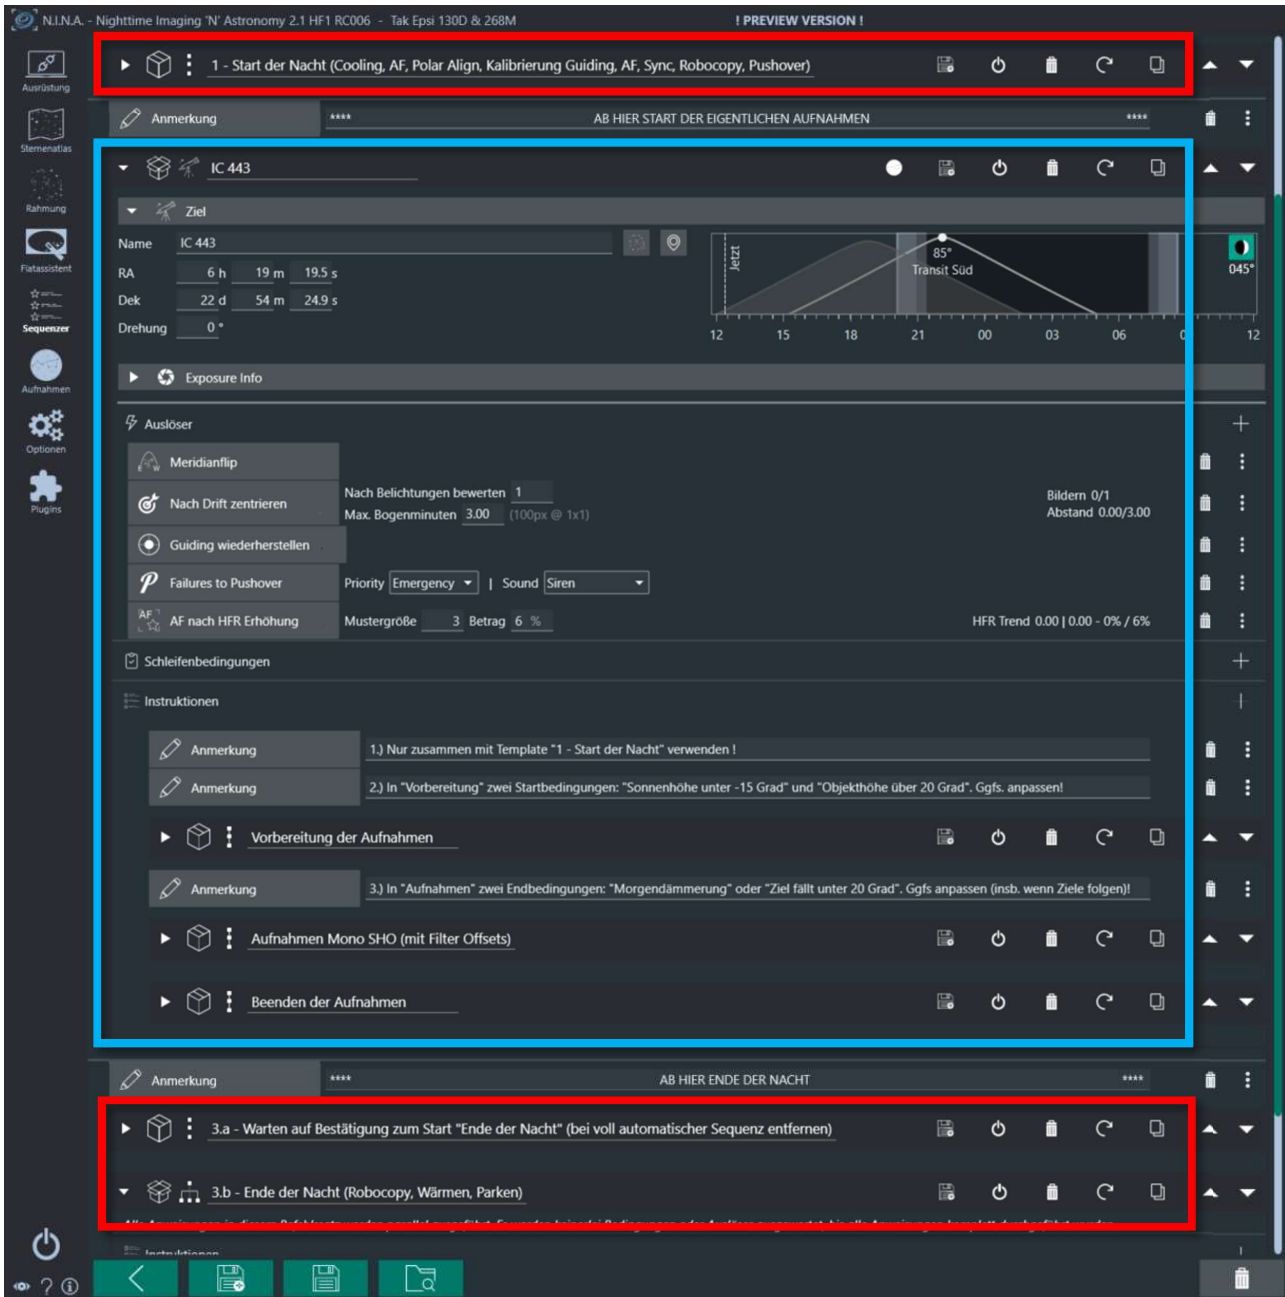 N.I.N.A. - Nighttime Imaging 'N' Astronomy 2.1 HF1 RC006 - Tak Epsi 130D & 268M ! PREVIEW VERSION !
Ausrüstung
Sternenatlas
Rahmung
Flatassistent
Sequenzer
Aufnahmen
Optionen
Plugins
1 - Start der Nacht (Cooling, AF, Polar Align, Kalibrierung Guiding, AF, Sync, Robocopy, Pushover)
Anmerkung **** AB HIER START DER EIGENTLICHEN AUFNAHMEN ****
IC 443
Ziel
Name IC 443
RA 6 h 19 m 19.5 s
Dek 22 d 54 m 24.9 s
Drehung 0 °
Jetzt
85°
Transit Süd
045°
12 15 18 21 00 03 06 0 12
Exposure Info
Auslöser
Meridianflip
Nach Drift zentrieren
Nach Belichtungen bewerten 1
Max. Bogenminuten 3.00 (100px @ 1x1)
Bildern 0/1
Abstand 0.00/3.00
Guiding wiederherstellen
Failures to Pushover Priority Emergency | Sound Siren
AF nach HFR Erhöhung Mustergröße 3 Betrag 6 % HFR Trend 0.00 | 0.00 - 0% / 6%
Schleifenbedingungen
Instruktionen
Anmerkung 1.) Nur zusammen mit Template "1 - Start der Nacht" verwenden !
Anmerkung 2.) In "Vorbereitung" zwei Startbedingungen: "Sonnenhöhe unter -15 Grad" und "Objekthöhe über 20 Grad". Ggfs. anpassen!
Vorbereitung der Aufnahmen
Anmerkung 3.) In "Aufnahmen" zwei Endbedingungen: "Morgendämmerung" oder "Ziel fällt unter 20 Grad". Ggfs anpassen (insb. wenn Ziele folgen)!
Aufnahmen Mono SHO (mit Filter Offsets)
Beenden der Aufnahmen
Anmerkung **** AB HIER ENDE DER NACHT ****
3.a - Warten auf Bestätigung zum Start "Ende der Nacht" (bei voll automatischer Sequenz entfernen)
3.b - Ende der Nacht (Robocopy, Wärmen, Parken)
Instruktionen